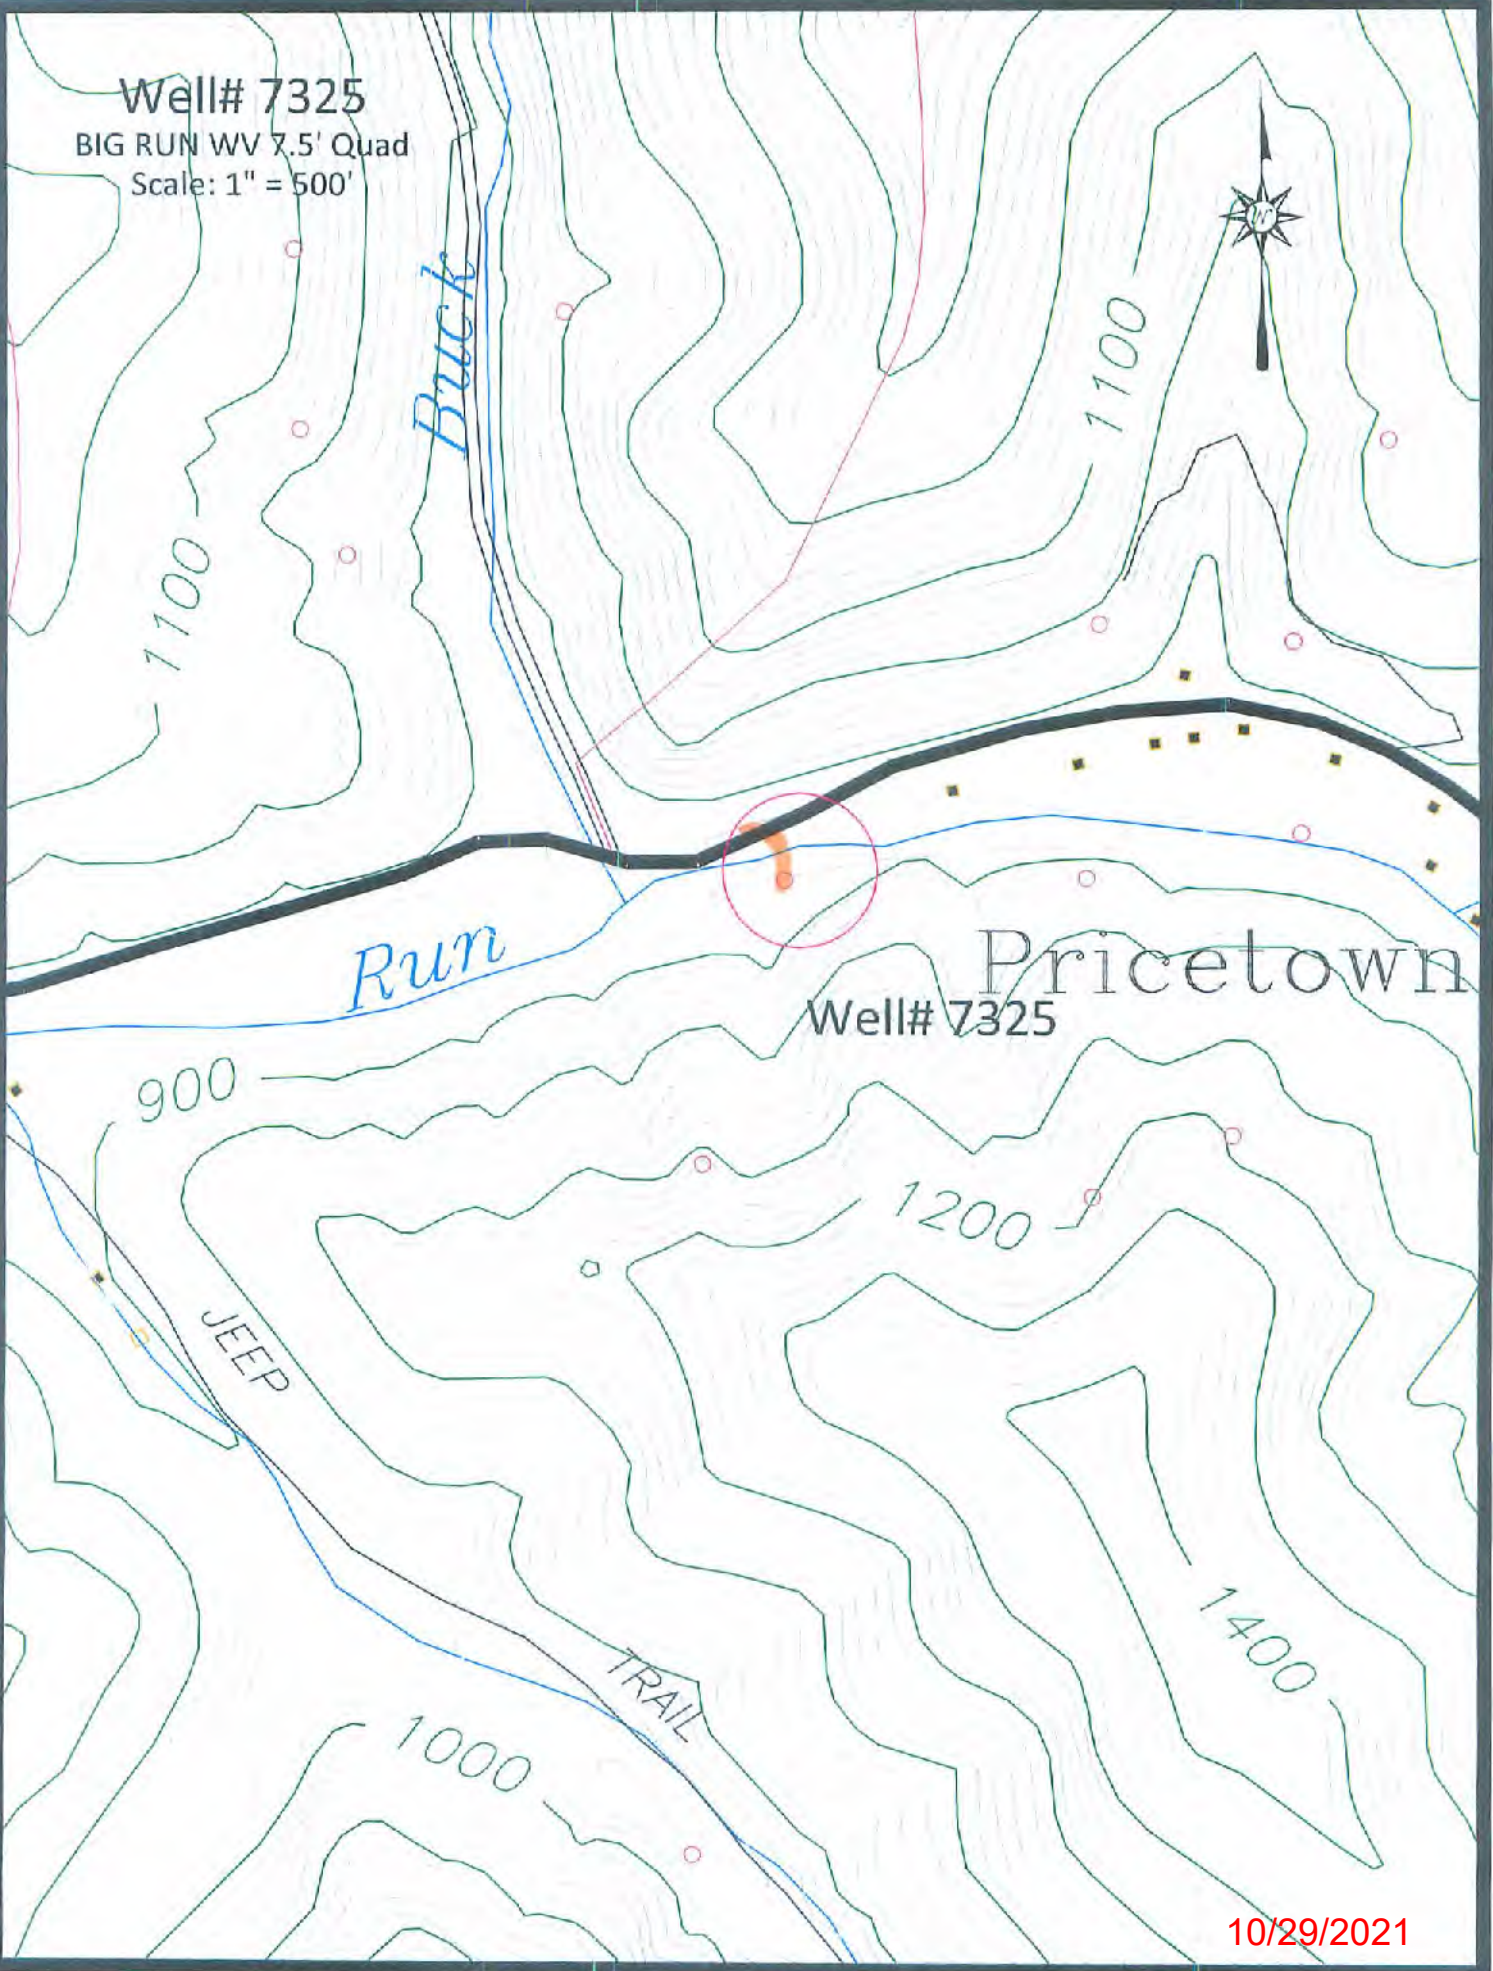 Well# 7325
BIG RUN WV 7.5' Quad
Scale: 1" = 500'
W
Buck
1100
1100
Run
Pricetown
Well# 7325
900
1200
JEEP
1400
TRAIL
1000
10/29/2021